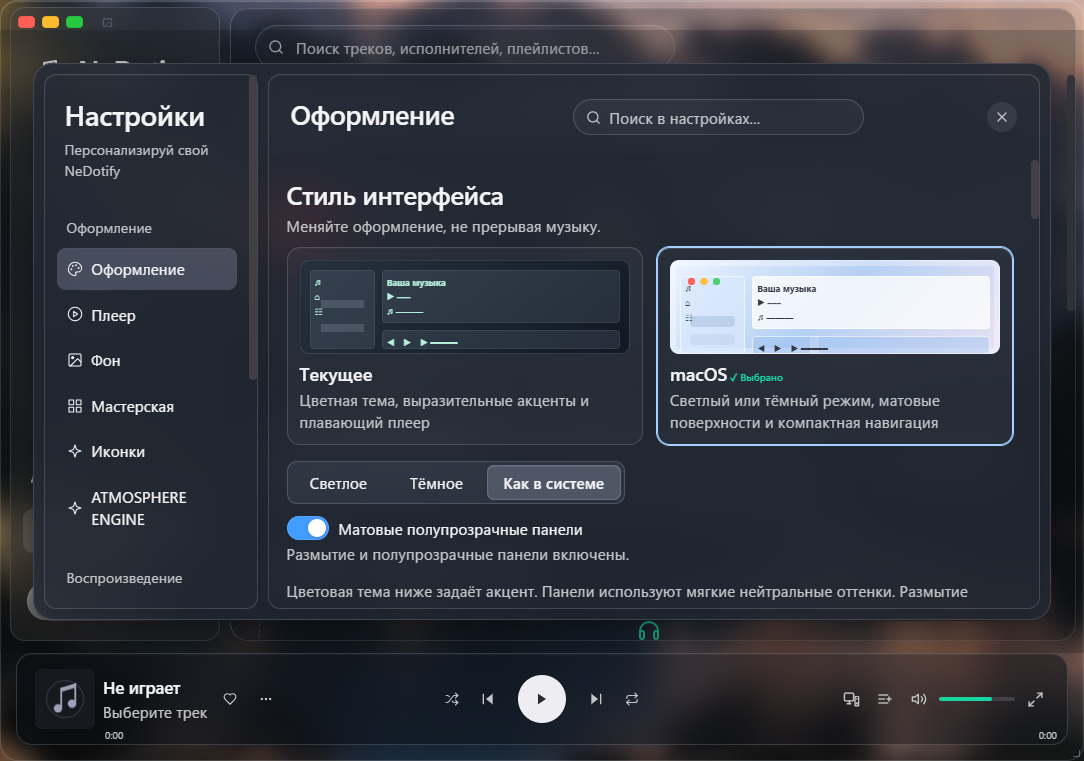 Поиск треков, исполнителей, плейлистов...
Настройки
Персонализируй свой
NeDotify
Оформление
Оформление
Плеер
Фон
Мастерская
Иконки
ATMOSPHERE
ENGINE
Воспроизведение
Оформление
Поиск в настройках...
Стиль интерфейса
Меняйте оформление, не прерывая музыку.
Ваша музыка
Текущее
Цветная тема, выразительные акценты и
плавающий плеер
Ваша музыка
macOS ✓ Выбрано
Светлый или тёмный режим, матовые
поверхности и компактная навигация
Светлое
Тёмное
Как в системе
Матовые полупрозрачные панели
Размытие и полупрозрачные панели включены.
Цветовая тема ниже задаёт акцент. Панели используют мягкие нейтральные оттенки. Размытие
Не играет
Выберите трек
0:00
0:00